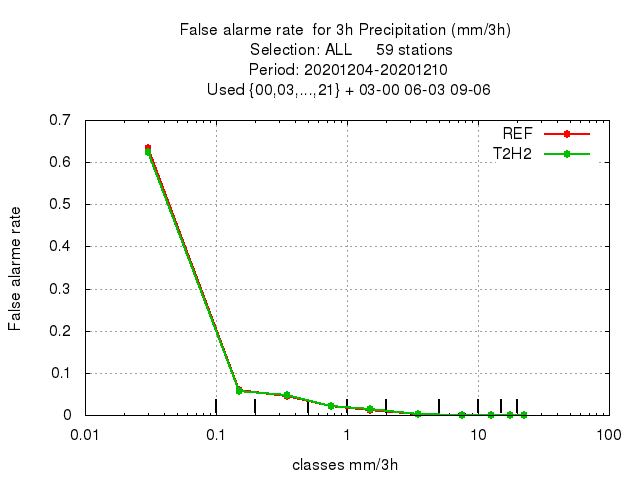 False alarme rate  for 3h Precipitation (mm/3h)
Selection: ALL     59 stations
Period: 20201204-20201210
Used {00,03,...,21} + 03-00 06-03 09-06
0.7
REF
T2H2
0.6
0.5
0.4
0.3
0.2
0.1
0
False alarme rate
0.01 0.1 1 10 100
classes mm/3h